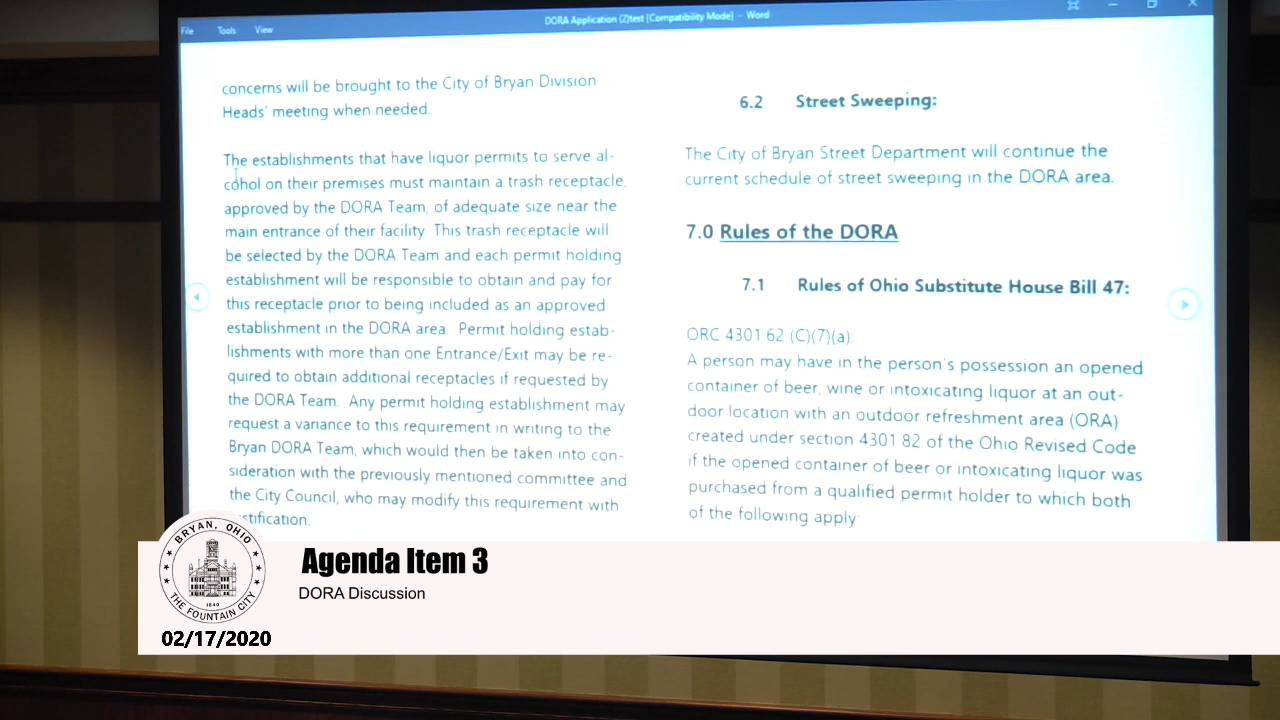 DORA Application (2)test [Compatibility Mode] - Word
File Tools View
concerns will be brought to the City of Bryan Division
Heads' meeting when needed.
The establishments that have liquor permits to serve al-
cohol on their premises must maintain a trash receptacle,
approved by the DORA Team, of adequate size near the
main entrance of their facility. This trash receptacle will
be selected by the DORA Team and each permit holding
establishment will be responsible to obtain and pay for
this receptacle prior to being included as an approved
establishment in the DORA area. Permit holding estab-
lishments with more than one Entrance/Exit may be re-
quired to obtain additional receptacles if requested by
the DORA Team. Any permit holding establishment may
request a variance to this requirement in writing to the
Bryan DORA Team, which would then be taken into con-
sideration with the previously mentioned committee and
the City Council, who may modify this requirement with
stification.
6.2 Street Sweeping:
The City of Bryan Street Department will continue the
current schedule of street sweeping in the DORA area.
7.0 Rules of the DORA
7.1 Rules of Ohio Substitute House Bill 47:
ORC 4301.62 (C)(7)(a):
A person may have in the person's possession an opened
container of beer, wine or intoxicating liquor at an out-
door location with an outdoor refreshment area (ORA)
created under section 4301.82 of the Ohio Revised Code
if the opened container of beer or intoxicating liquor was
purchased from a qualified permit holder to which both
of the following apply:
BRYAN, OHIO
1840
THE FOUNTAIN CITY
02/17/2020
Agenda Item 3
DORA Discussion